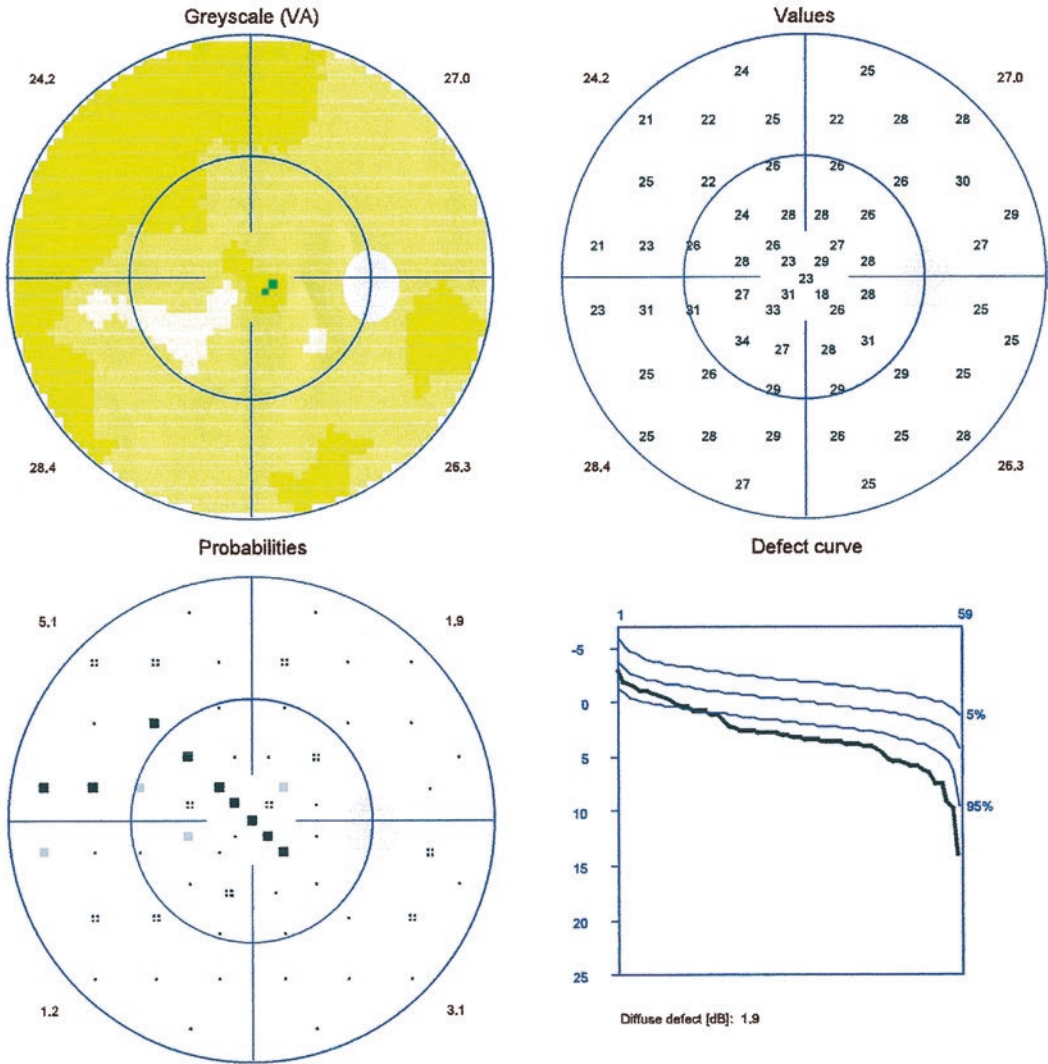 Greyscale (VA)
24.2
27.0
28.4
26.3
Values
24.2
27.0
24 25
21 22 25 22 28 28
26 26
25 22 26 30
24 28 28 26 29
21 23 26 26 27 27
28 23 29 28
23
27 31 18 28
23 31 31 33 26 25
34 27 28 31 25
25 26 29 25
29 29
25 28 29 26 25 28
27 25
28.4
26.3
Probabilities
5.1
1.9
1.2
3.1
Defect curve
1 59
-5
0
5
10
15
20
25
5%
95%
Diffuse defect [dB]: 1.9